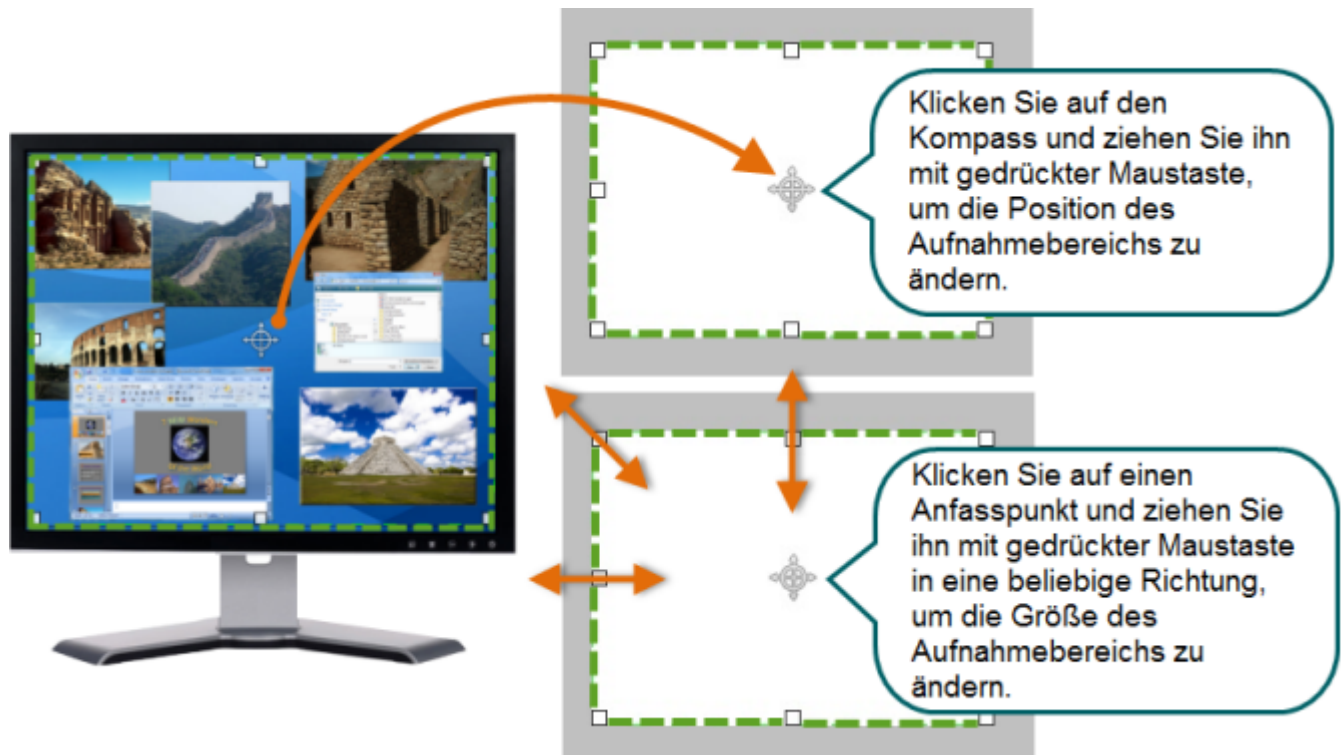 Klicken Sie auf den
Kompass und ziehen Sie ihn
mit gedrückter Maustaste,
um die Position des
Aufnahmebereichs zu
ändern.
Klicken Sie auf einen
Anfasspunkt und ziehen Sie
ihn mit gedrückter Maustaste
in eine beliebige Richtung,
um die Größe des
Aufnahmebereichs zu
ändern.